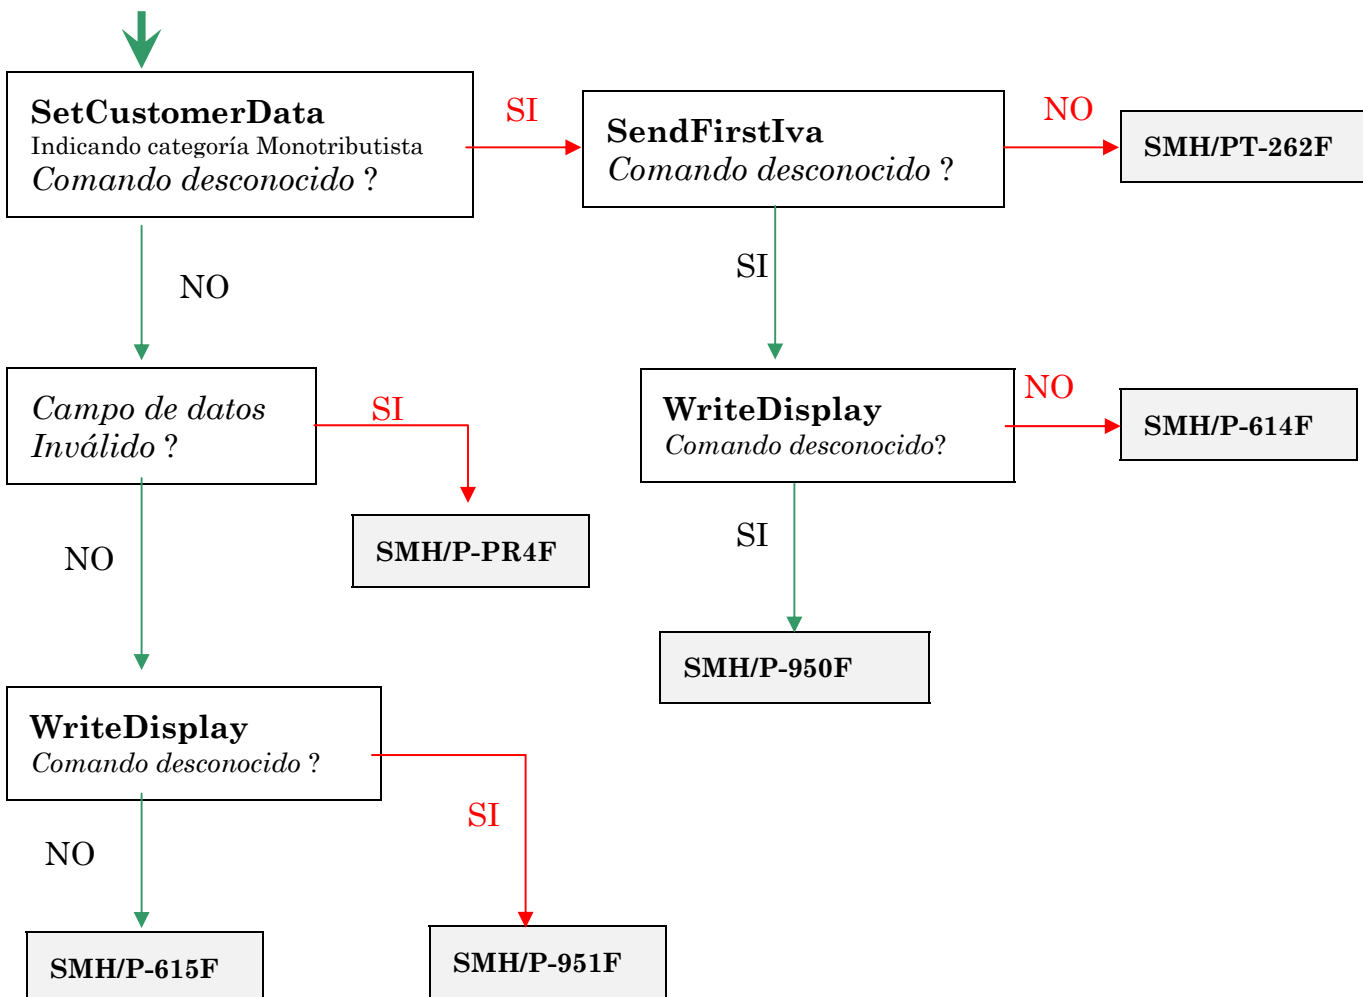 SetCustomerData
Indicando categoría Monotributista
Comando desconocido ?
SI
SendFirstIva
Comando desconocido ?
NO
SMH/PT-262F
NO
SI
Campo de datos
Inválido ?
SI
WriteDisplay
Comando desconocido?
NO
SMH/P-614F
NO
SMH/P-PR4F
SI
SMH/P-950F
WriteDisplay
Comando desconocido ?
SI
NO
SMH/P-615F
SMH/P-951F